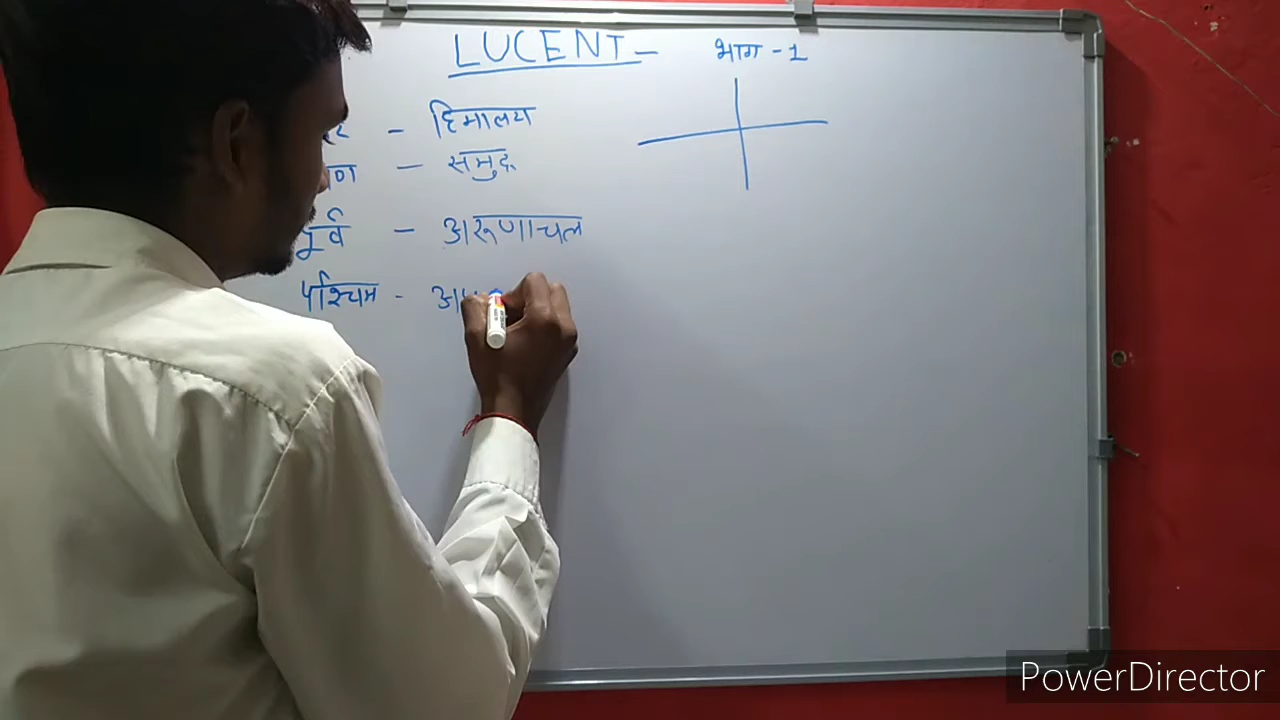 LUCENT - भाग - 1
- हिमालय
- समुद्र
पूर्व - अरूणाचल
पश्चिम -
PowerDirector